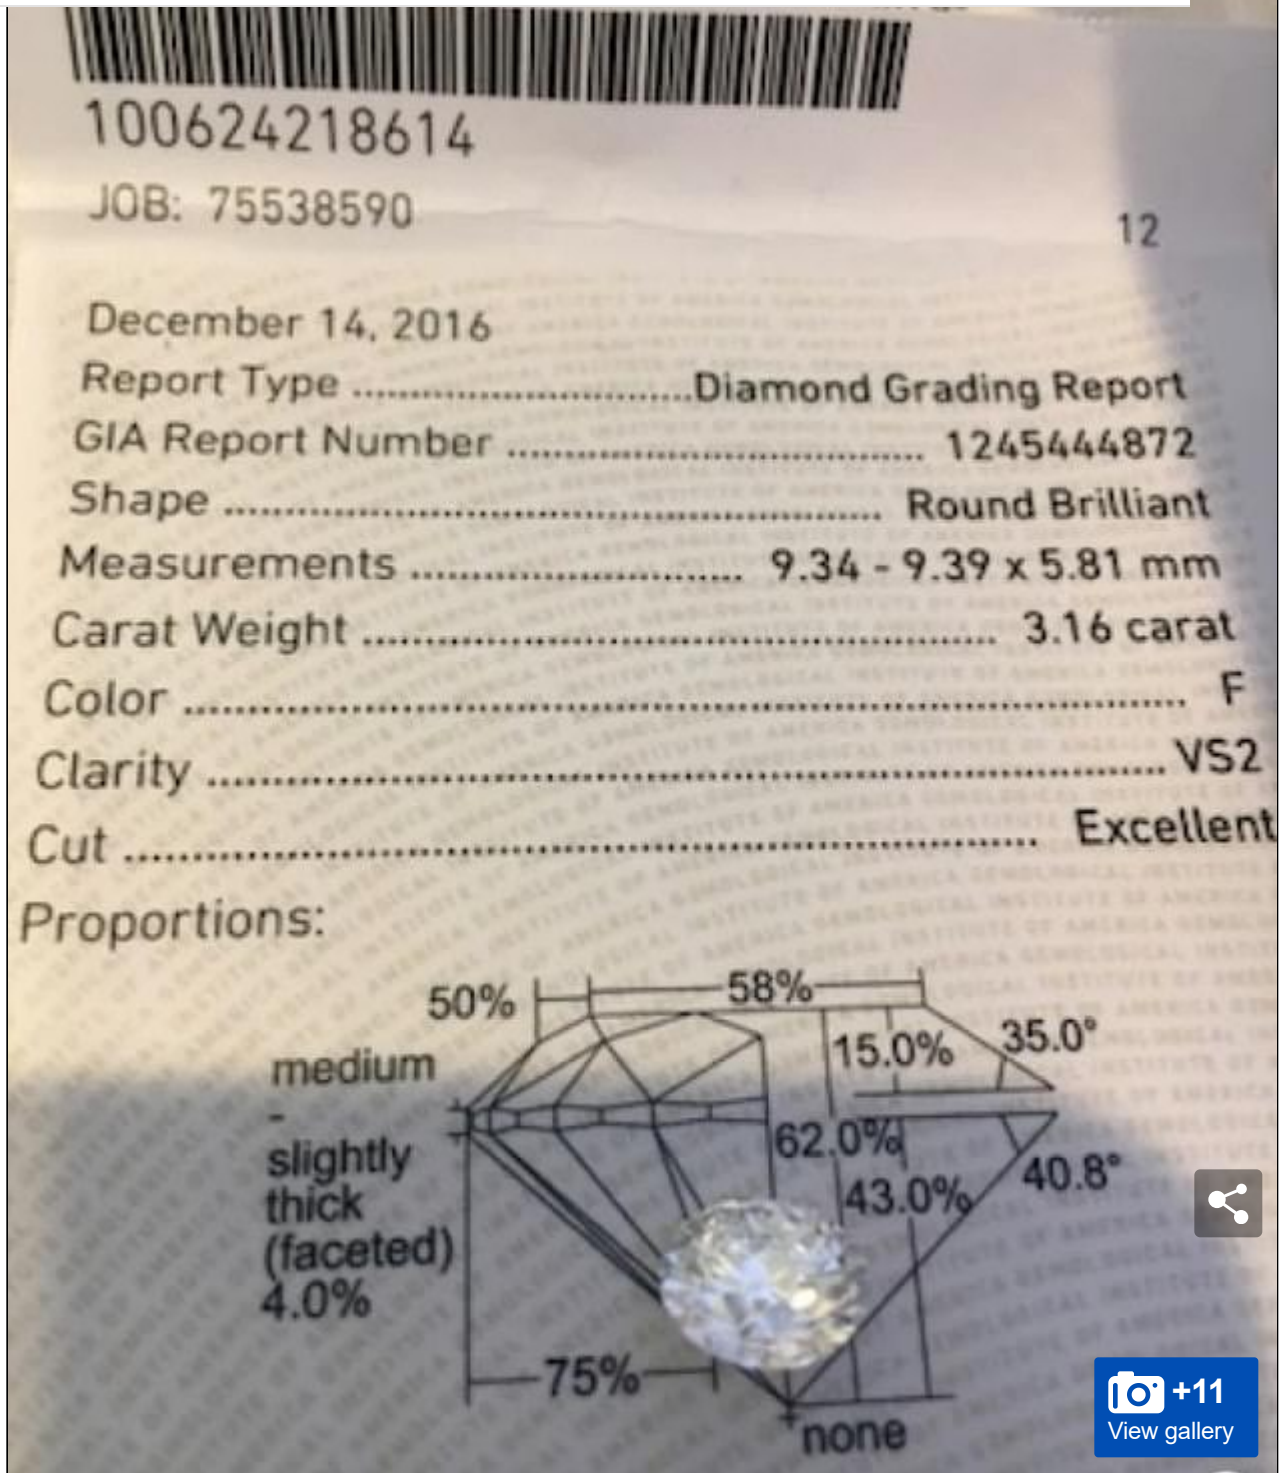 100624218614
JOB: 75538590
12
December 14, 2016
Report Type ..............................Diamond Grading Report
GIA Report Number ..................................... 1245444872
Shape .......................................................... Round Brilliant
Measurements ............................. 9.34 - 9.39 x 5.81 mm
Carat Weight ....................................................... 3.16 carat
Color ..................................................................................... F
Clarity ................................................................................ VS2
Cut ............................................................................ Excellent
Proportions:
50%
58%
medium
15.0%
35.0°
-
slightly
thick
(faceted)
4.0%
62.0%
43.0%
40.8°
75%
none
+11
View gallery